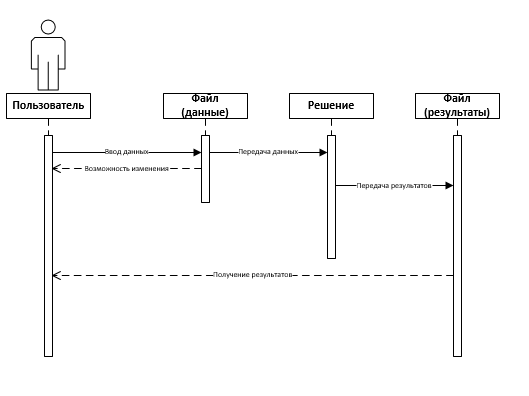 Пользователь
Файл
(данные)
Решение
Файл
(результаты)
Ввод данных
Передача данных
Возможность изменения
Передача результатов
Получение результатов